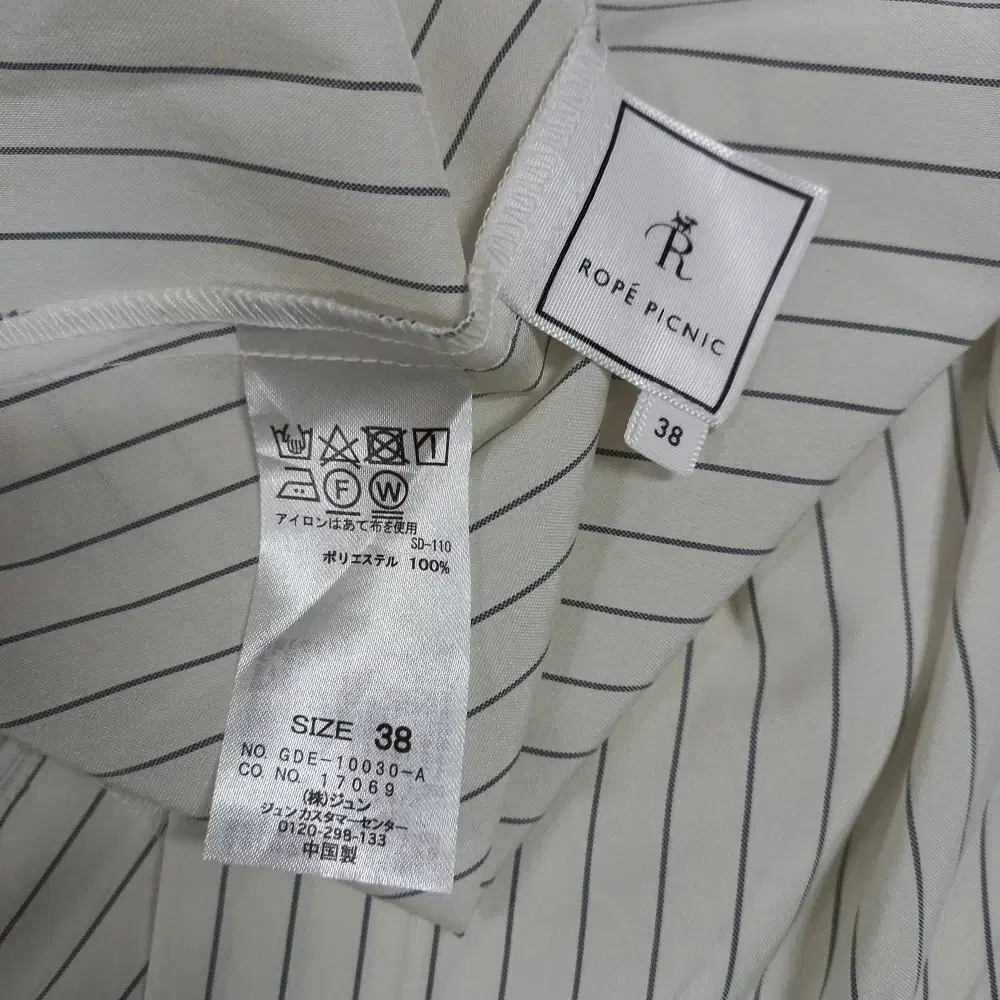 R
ROPÉ PICNIC
38
F W
アイロンはあて布を使用
SD-110
ポリエステル 100%
SIZE 38
NO. GDE-10030-A
CO NO. 17069
(株)ジュン
ジュンカスタマーセンター
0120-298-133
中国製